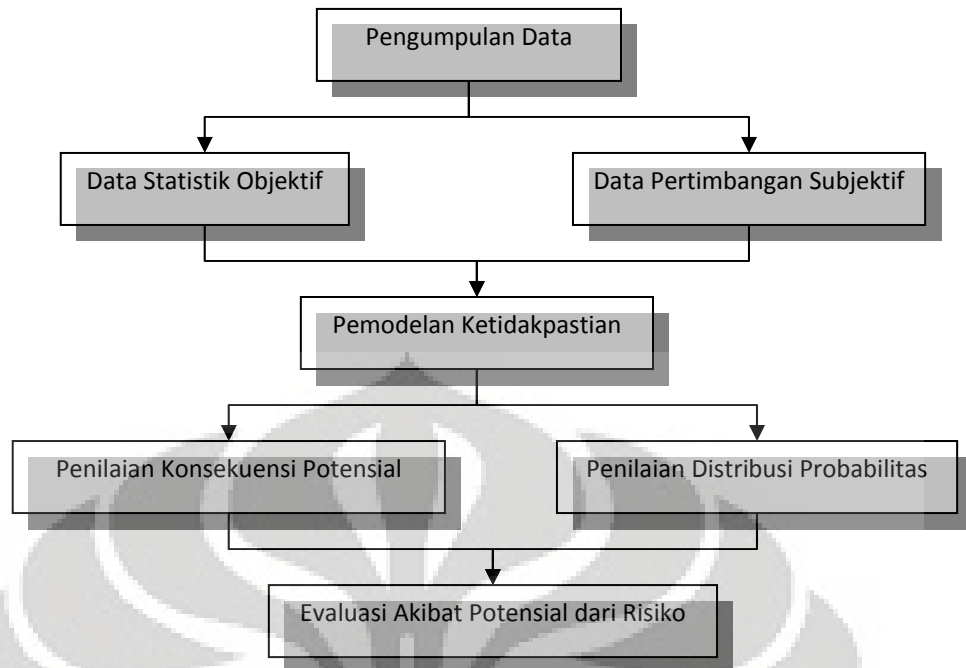 Pengumpulan Data
Data Statistik Objektif
Data Pertimbangan Subjektif
Pemodelan Ketidakpastian
Penilaian Konsekuensi Potensial
Penilaian Distribusi Probabilitas
Evaluasi Akibat Potensial dari Risiko